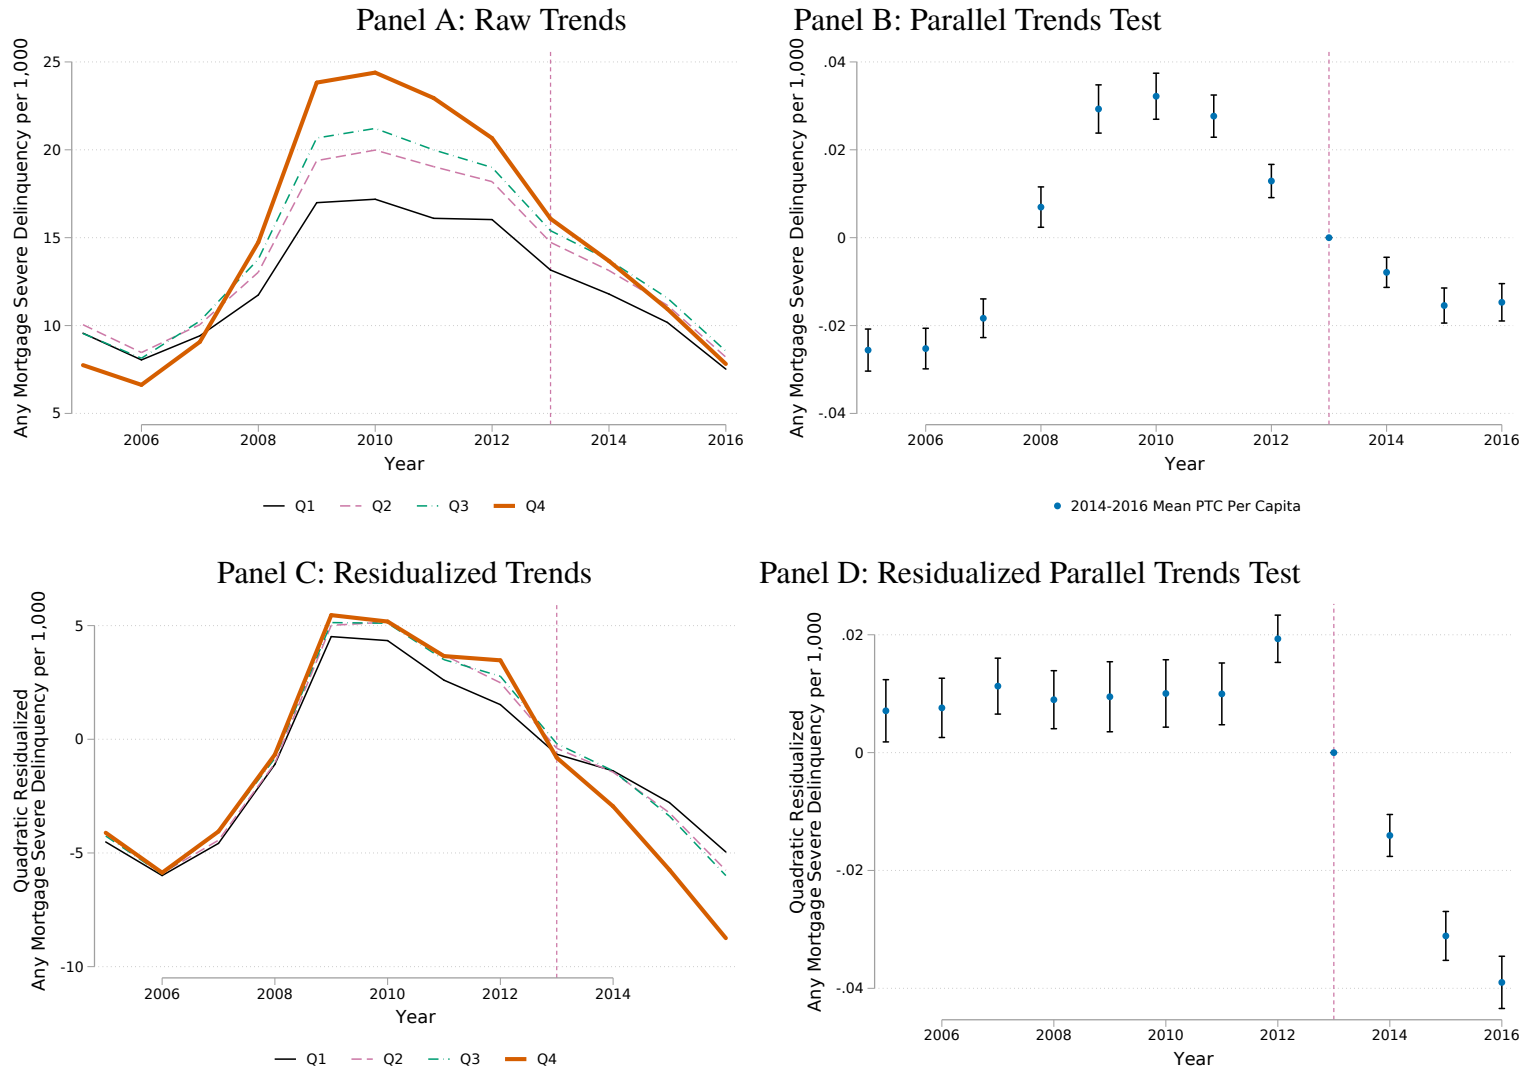 Panel A: Raw Trends
Any Mortgage Severe Delinquency per 1,000
25
20
15
10
5
2006 2008 2010 2012 2014 2016
Year
Q1 Q2 Q3 Q4
Panel B: Parallel Trends Test
Any Mortgage Severe Delinquency per 1,000
.04
.02
0
-.02
-.04
2006 2008 2010 2012 2014 2016
Year
2014-2016 Mean PTC Per Capita
Panel C: Residualized Trends
Quadratic Residualized
Any Mortgage Severe Delinquency per 1,000
5
0
-5
-10
2006 2008 2010 2012 2014
Year
Q1 Q2 Q3 Q4
Panel D: Residualized Parallel Trends Test
Quadratic Residualized
Any Mortgage Severe Delinquency per 1,000
.02
0
-.02
-.04
2006 2008 2010 2012 2014 2016
Year